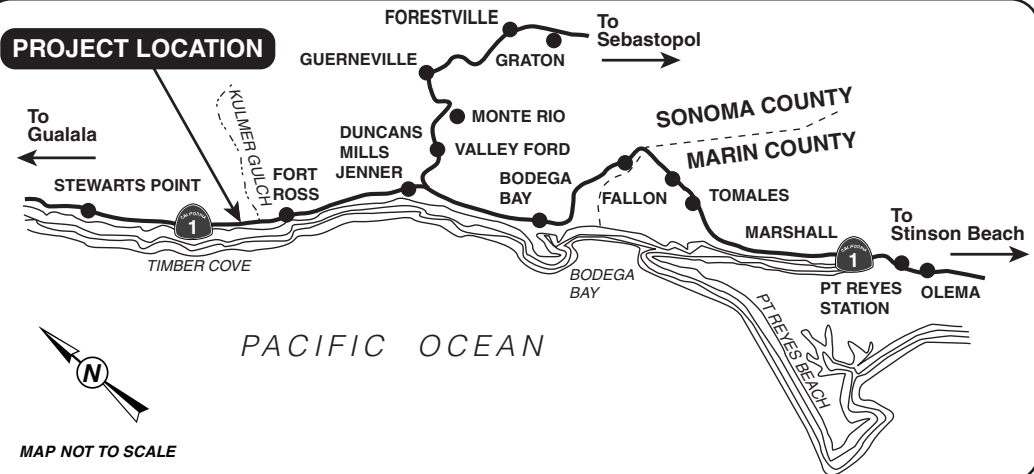 FORESTVILLE
To
Sebastopol
PROJECT LOCATION
GUERNEVILLE
GRATON
SONOMA COUNTY
KULMER GULCH
To
Gualala
MONTE RIO
DUNCANS
MILLS
JENNER
VALLEY FORD
MARIN COUNTY
STEWARTS POINT
FORT
ROSS
BODEGA
BAY
FALLON
TOMALES
To
Stinson Beach
MARSHALL
CALIFORNIA
1
CALIFORNIA
1
TIMBER COVE
BODEGA
BAY
PT REYES
STATION
OLEMA
PT REYES BEACH
PACIFIC OCEAN
N
MAP NOT TO SCALE